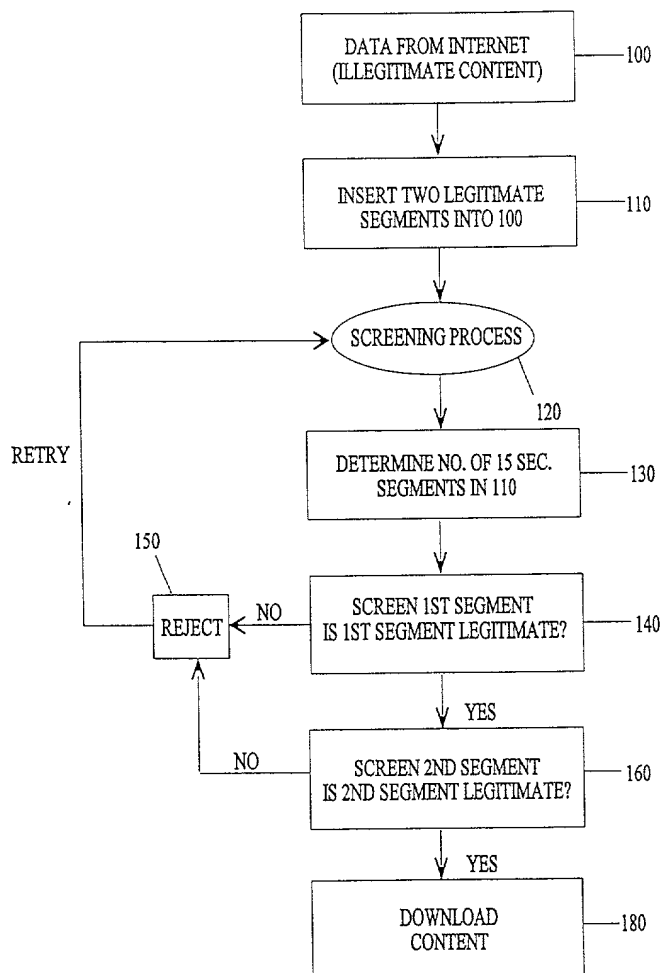 DATA FROM INTERNET
(ILLEGITIMATE CONTENT)
100
INSERT TWO LEGITIMATE
SEGMENTS INTO 100
110
SCREENING PROCESS
120
RETRY
DETERMINE NO. OF 15 SEC.
SEGMENTS IN 110
130
150
REJECT
NO
SCREEN 1ST SEGMENT
IS 1ST SEGMENT LEGITIMATE?
140
YES
NO
SCREEN 2ND SEGMENT
IS 2ND SEGMENT LEGITIMATE?
160
YES
DOWNLOAD
CONTENT
180